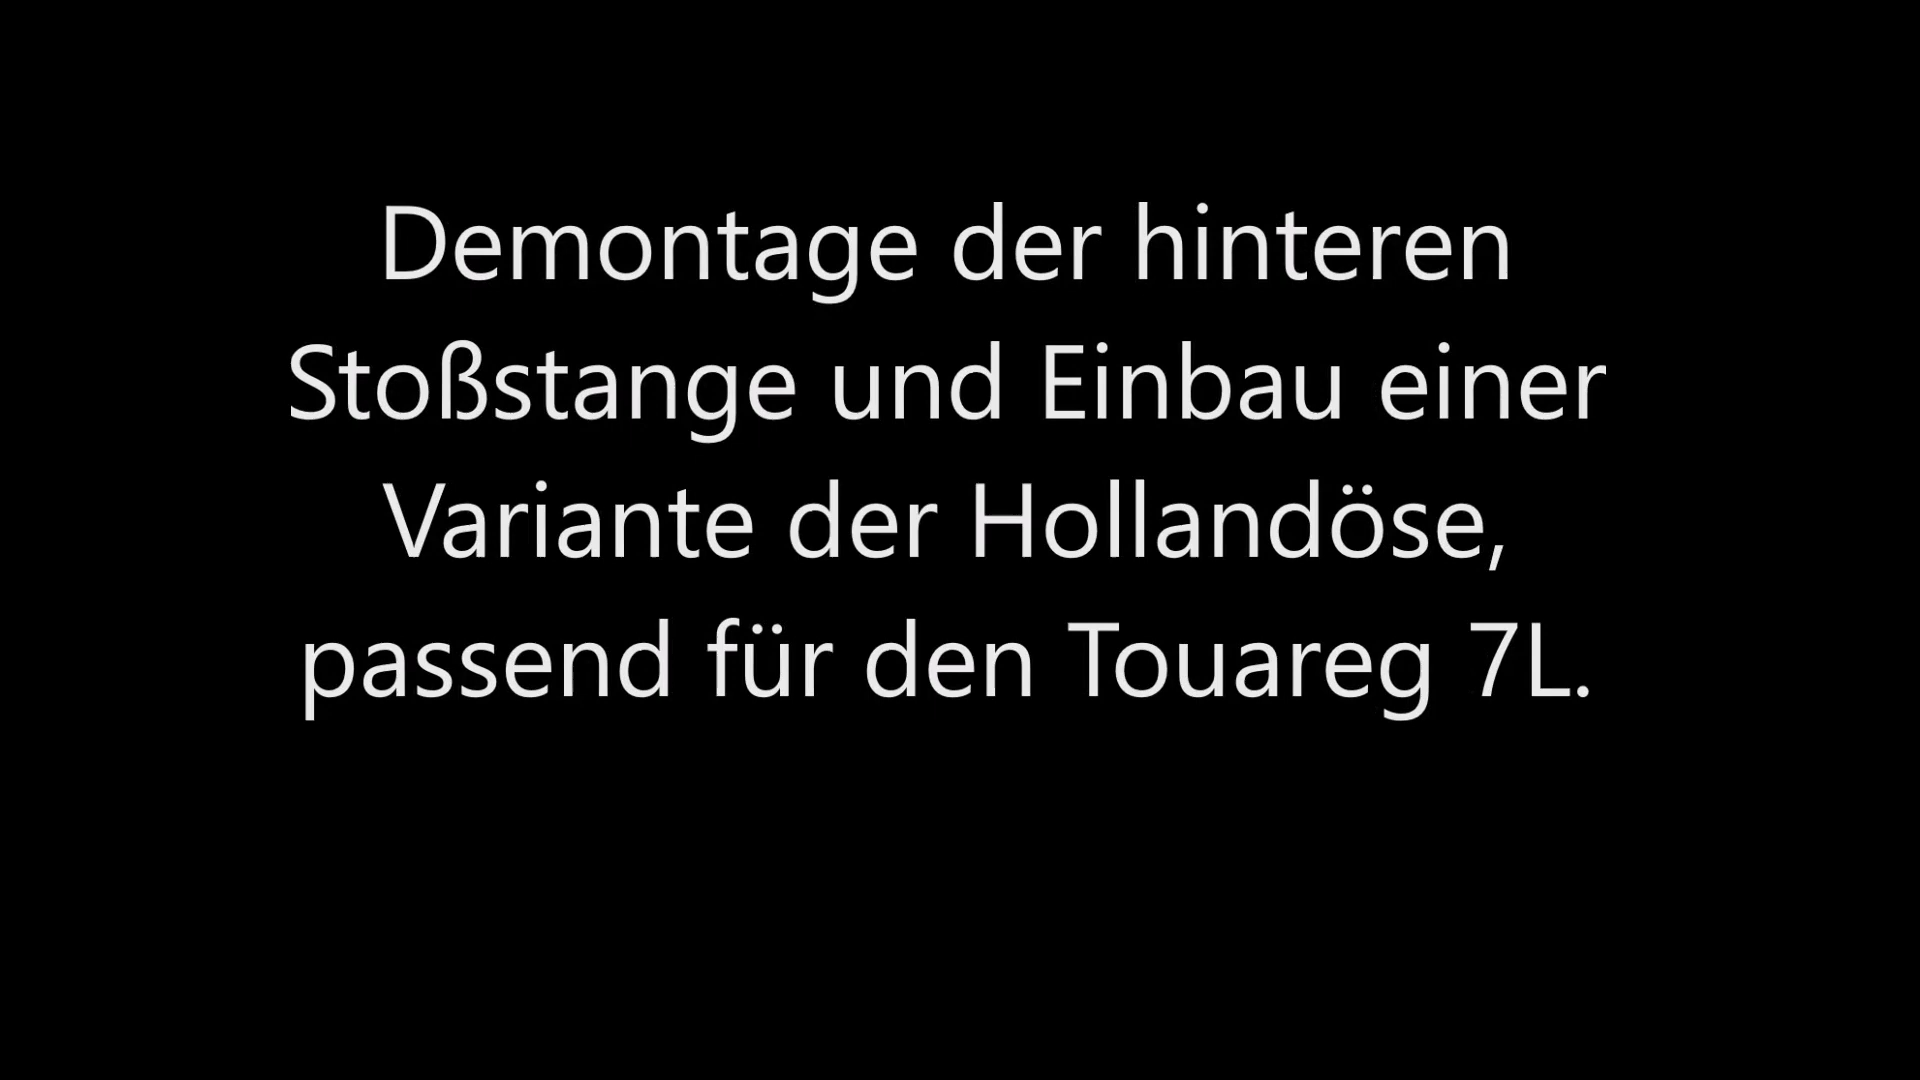 Demontage der hinteren
Stoßstange und Einbau einer
Variante der Hollandöse,
passend für den Touareg 7L.